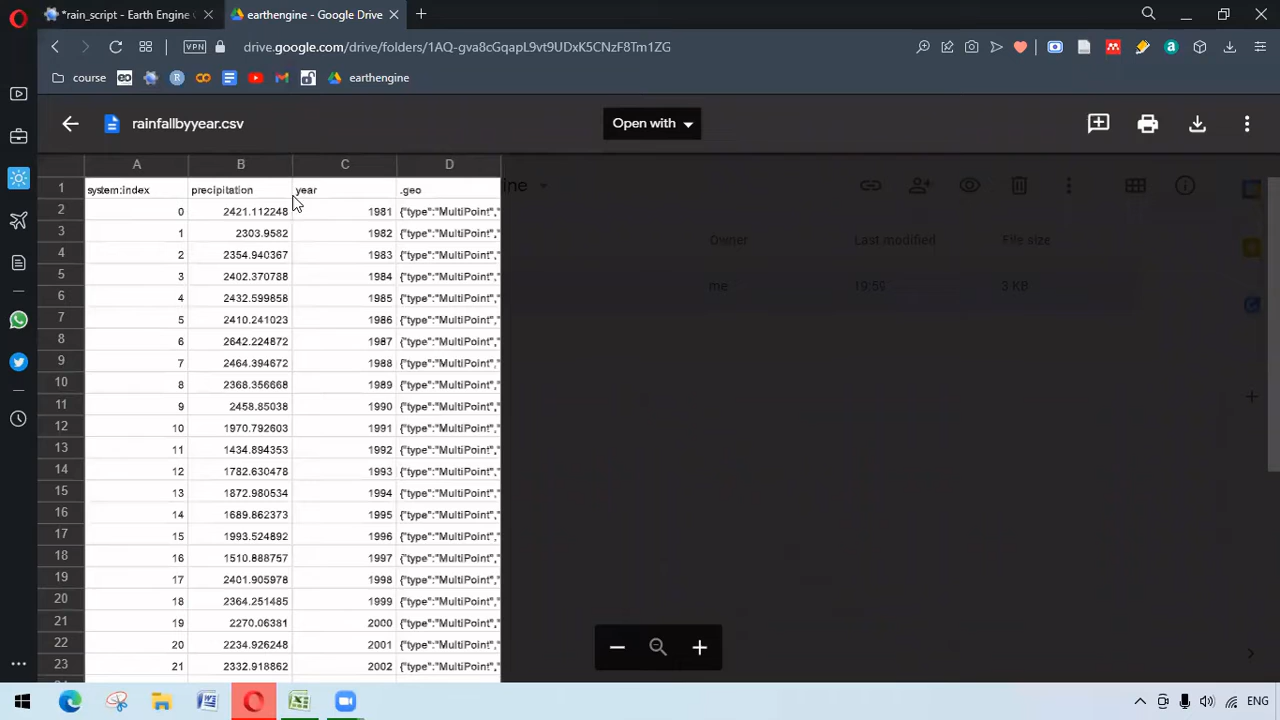 *rain_script - Earth Engine
earthengine - Google Drive
VPN
drive.google.com/drive/folders/1AQ-gva8cGqapL9vt9UDxK5CNzF8Tm1ZG
course
earthengine
rainfallbyyear.csv
Open with
A B C D
1 system:index precipitation year .geo
2 0 2421.112248 1981 {"type":"MultiPoint","
3 1 2303.9582 1982 {"type":"MultiPoint","
4 2 2354.940367 1983 {"type":"MultiPoint","
5 3 2402.370788 1984 {"type":"MultiPoint","
6 4 2432.599858 1985 {"type":"MultiPoint","
7 5 2410.241023 1986 {"type":"MultiPoint","
8 6 2642.224872 1987 {"type":"MultiPoint","
9 7 2464.394672 1988 {"type":"MultiPoint","
10 8 2368.356668 1989 {"type":"MultiPoint","
11 9 2458.85038 1990 {"type":"MultiPoint","
12 10 1970.792603 1991 {"type":"MultiPoint","
13 11 1434.894353 1992 {"type":"MultiPoint","
14 12 1782.630478 1993 {"type":"MultiPoint","
15 13 1872.980534 1994 {"type":"MultiPoint","
16 14 1689.862373 1995 {"type":"MultiPoint","
17 15 1993.524892 1996 {"type":"MultiPoint","
18 16 1510.888757 1997 {"type":"MultiPoint","
19 17 2401.905978 1998 {"type":"MultiPoint","
20 18 2364.251485 1999 {"type":"MultiPoint","
21 19 2270.06381 2000 {"type":"MultiPoint","
22 20 2234.926248 2001 {"type":"MultiPoint","
23 21 2332.918862 2002 {"type":"MultiPoint","
ine
Owner Last modified File size
me 19:59 3 KB
ENG